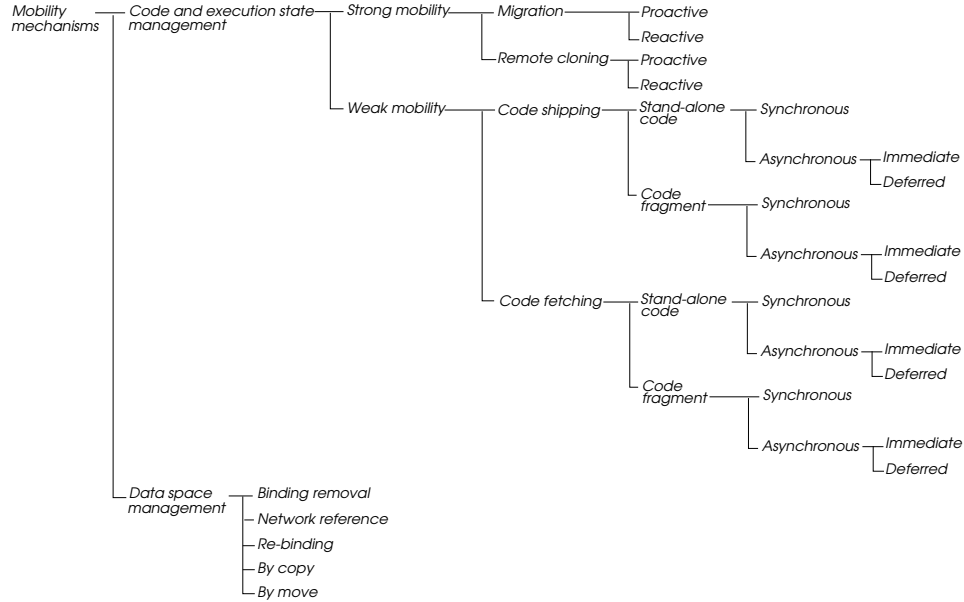 Mobility
mechanisms
Code and execution state
management
Strong mobility
Migration
Proactive
Reactive
Remote cloning
Proactive
Reactive
Weak mobility
Code shipping
Stand-alone
code
Synchronous
Asynchronous
Immediate
Deferred
Code
fragment
Synchronous
Asynchronous
Immediate
Deferred
Code fetching
Stand-alone
code
Synchronous
Asynchronous
Immediate
Deferred
Code
fragment
Synchronous
Asynchronous
Immediate
Deferred
Data space
management
Binding removal
Network reference
Re-binding
By copy
By move